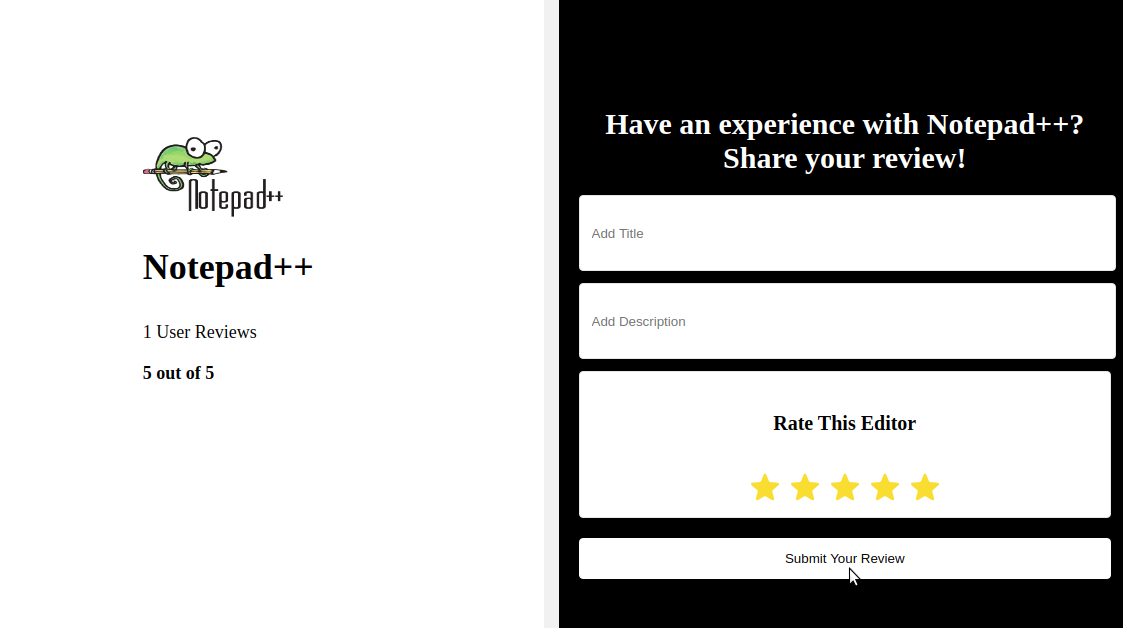 Notepad++
Notepad++
1 User Reviews
5 out of 5
Have an experience with Notepad++?
Share your review!
Add Title
Add Description
Rate This Editor
Submit Your Review